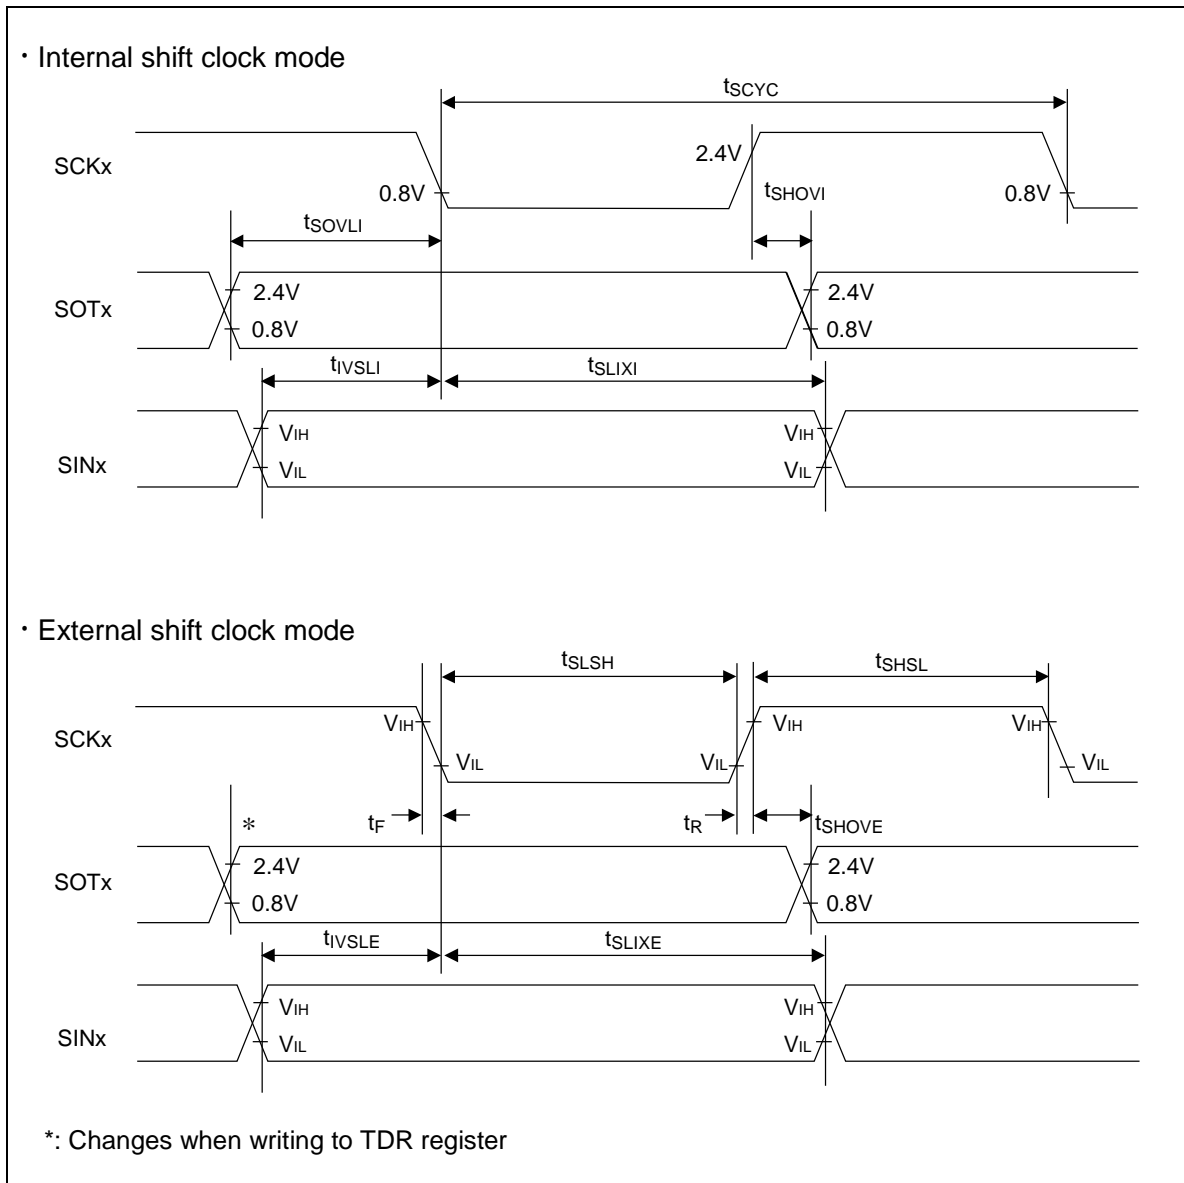 ・Internal shift clock mode
tSCYC
SCKx
2.4V
0.8V
tSHOVI
0.8V
tSOVLI
SOTx
2.4V
2.4V
0.8V
0.8V
tIVSLI
tSLIXI
SINx
VIH
VIH
VIL
VIL
・External shift clock mode
tSLSH
tSHSL
SCKx
VIH
VIH
VIH
VIL
VIL
VIL
*
tF
tR
tSHOVE
SOTx
2.4V
2.4V
0.8V
0.8V
tIVSLE
tSLIXE
SINx
VIH
VIH
VIL
VIL
*: Changes when writing to TDR register